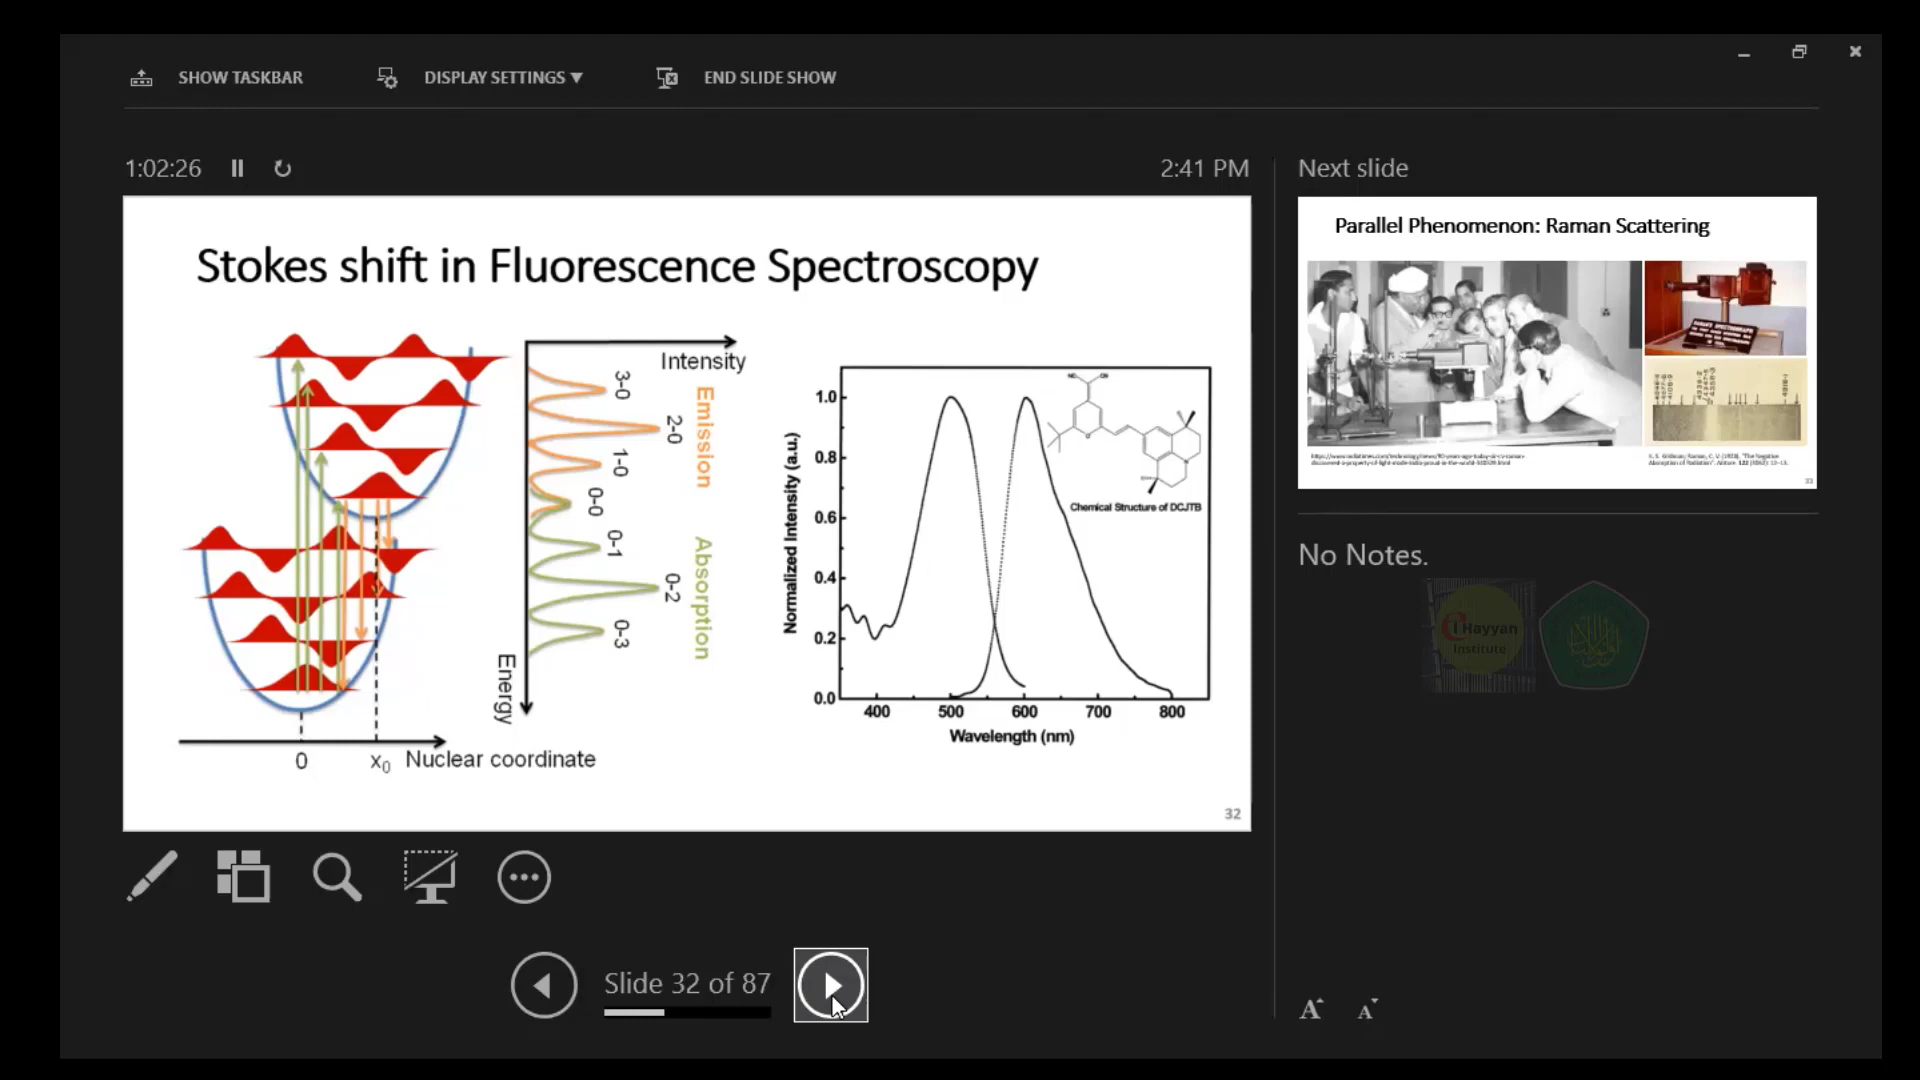 SHOW TASKBAR
DISPLAY SETTINGS ▼
END SLIDE SHOW
1:02:26
2:41 PM
Next slide
Stokes shift in Fluorescence Spectroscopy
Intensity
Emission
3-0
2-0
1-0
0-0
0-1
0-2
0-3
Absorption
Energy
0
x₀
Nuclear coordinate
Normalized Intensity (a.u.)
1.0
0.8
0.6
0.4
0.2
0.0
400
500
600
700
800
Wavelength (nm)
Chemical Structure of DCJTB
32
Parallel Phenomenon: Raman Scattering
33
No Notes.
Hayyan
Institute
Slide 32 of 87
A
A